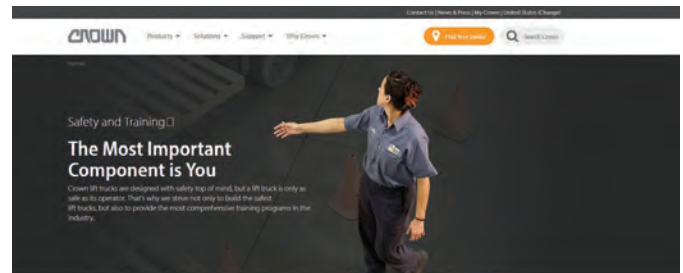 Contact Us | News & Press | My Crown | United States (Change)
CROWN Products Solutions Support Why Crown Find Your Dealer Search Crown
Home
Safety and Training
The Most Important
Component is You
Crown lift trucks are designed with safety top of mind, but a lift truck is only as
safe as its operator. That's why we strive not only to build the safest
lift trucks, but also to provide the most comprehensive training programs in the
industry.